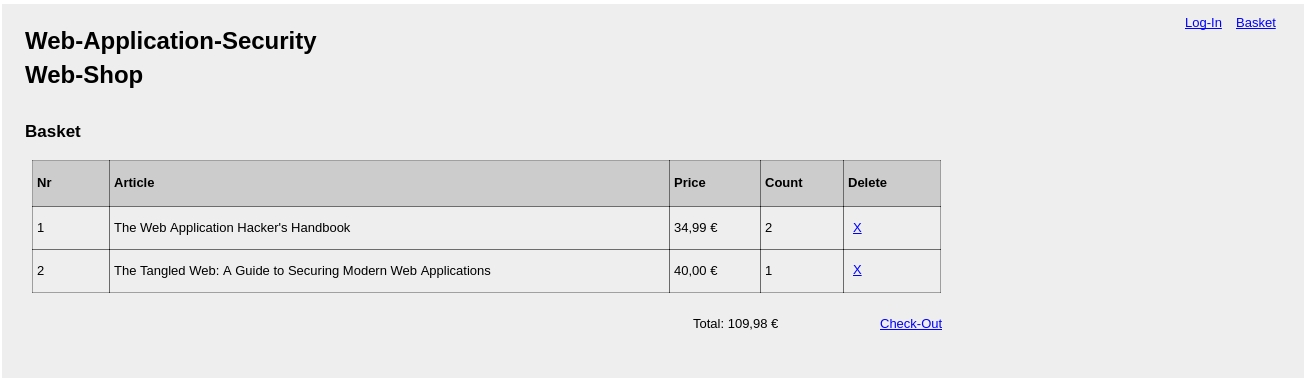 Log-In Basket
Web-Application-Security
Web-Shop
Basket
Nr Article Price Count Delete
1 The Web Application Hacker's Handbook 34,99 € 2 X
2 The Tangled Web: A Guide to Securing Modern Web Applications 40,00 € 1 X
Total: 109,98 € Check-Out